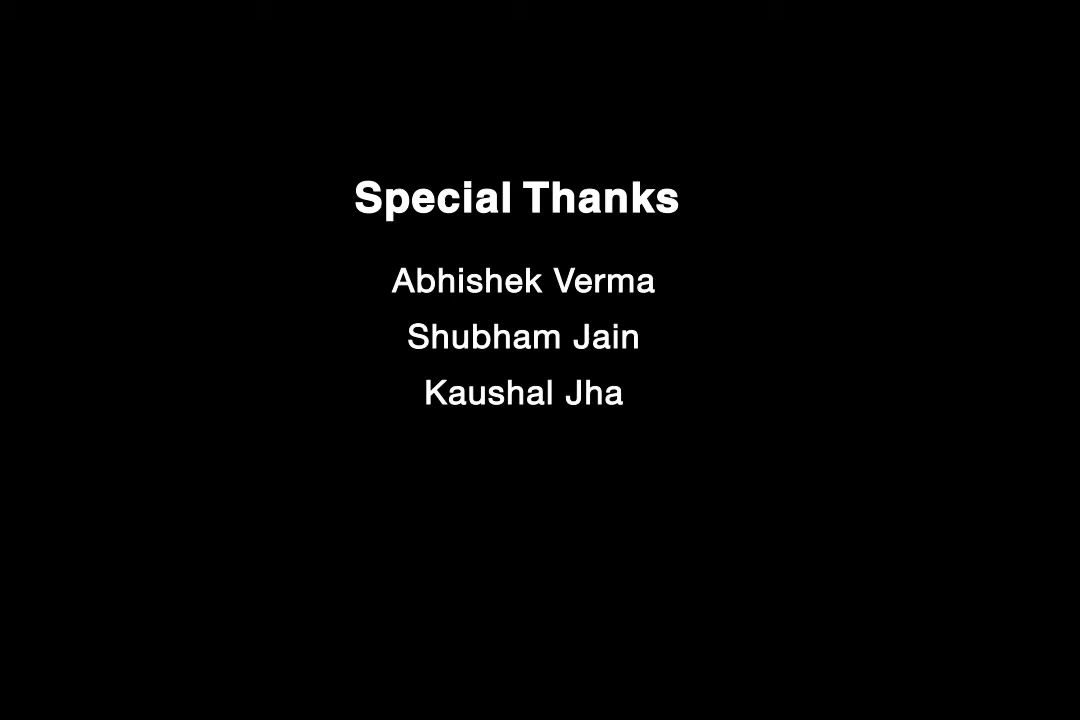 Special Thanks
Abhishek Verma
Shubham Jain
Kaushal Jha